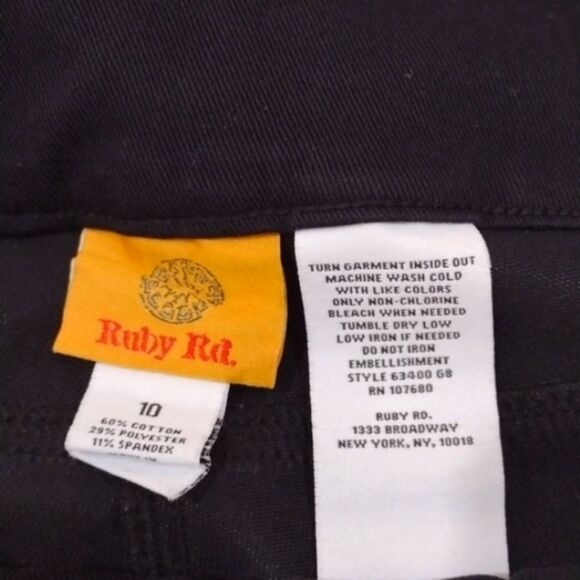 Ruby Rd.
10
60% COTTON
29% POLYESTER
11% SPANDEX
TURN GARMENT INSIDE OUT
MACHINE WASH COLD
WITH LIKE COLORS
ONLY NON-CHLORINE
BLEACH WHEN NEEDED
TUMBLE DRY LOW
LOW IRON IF NEEDED
DO NOT IRON
EMBELLISHMENT
STYLE 63400 G8
RN 107680
RUBY RD.
1333 BROADWAY
NEW YORK, NY, 10018